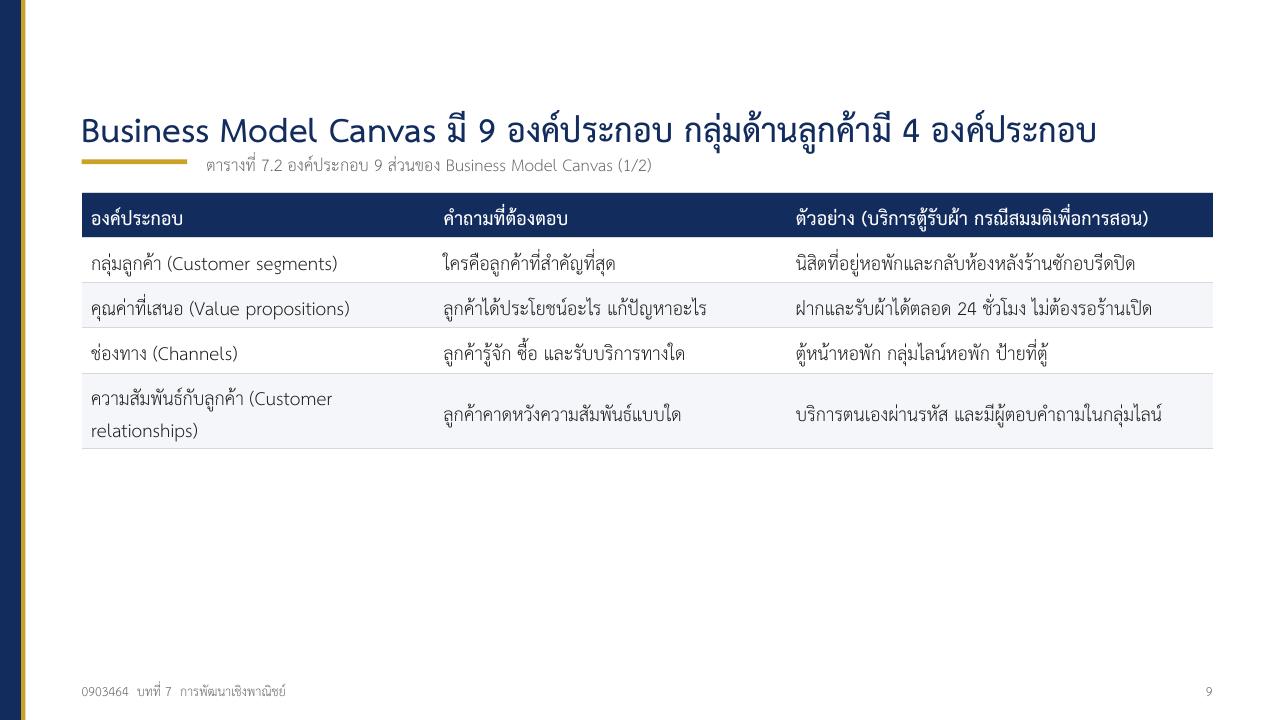 Business Model Canvas มี 9 องค์ประกอบ กลุ่มด้านลูกค้ามี 4 องค์ประกอบ
ตารางที่ 7.2 องค์ประกอบ 9 ส่วนของ Business Model Canvas (1/2)
องค์ประกอบ คำถามที่ต้องตอบ ตัวอย่าง (บริการตู้รับผ้า กรณีสมมติเพื่อการสอน)
กลุ่มลูกค้า (Customer segments) ใครคือลูกค้าที่สำคัญที่สุด นิสิตที่อยู่หอพักและกลับห้องหลังร้านซักอบรีดปิด
คุณค่าที่เสนอ (Value propositions) ลูกค้าได้ประโยชน์อะไร แก้ปัญหาอะไร ฝากและรับผ้าได้ตลอด 24 ชั่วโมง ไม่ต้องรอร้านเปิด
ช่องทาง (Channels) ลูกค้ารู้จัก ซื้อ และรับบริการทางใด ตู้หน้าหอพัก กลุ่มไลน์หอพัก ป้ายที่ตู้
ความสัมพันธ์กับลูกค้า (Customer
relationships) ลูกค้าคาดหวังความสัมพันธ์แบบใด บริการตนเองผ่านรหัส และมีผู้ตอบคำถามในกลุ่มไลน์
0903464 บทที่ 7 การพัฒนาเชิงพาณิชย์ 9